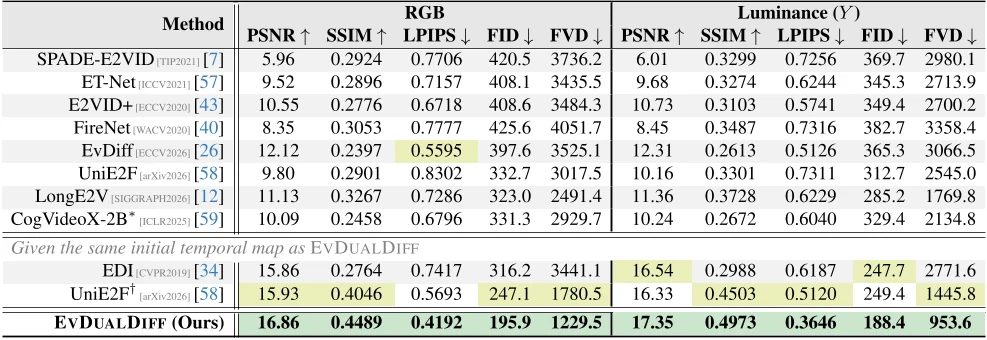 Method RGB Luminance (Y)
PSNR ↑ SSIM ↑ LPIPS ↓ FID ↓ FVD ↓ PSNR ↑ SSIM ↑ LPIPS ↓ FID ↓ FVD ↓
SPADE-E2VID [TIP2021] [7] 5.96 0.2924 0.7706 420.5 3736.2 6.01 0.3299 0.7256 369.7 2980.1
ET-Net [ICCV2021] [57] 9.52 0.2896 0.7157 408.1 3435.5 9.68 0.3274 0.6244 345.3 2713.9
E2VID+ [ECCV2020] [43] 10.55 0.2776 0.6718 408.6 3484.3 10.73 0.3103 0.5741 349.4 2700.2
FireNet [WACV2020] [40] 8.35 0.3053 0.7777 425.6 4051.7 8.45 0.3487 0.7316 382.7 3358.4
EvDiff [ECCV2026] [26] 12.12 0.2397 0.5595 397.6 3525.1 12.31 0.2613 0.5126 365.3 3066.5
UniE2F [arXiv2026] [58] 9.80 0.2901 0.8302 332.7 3017.5 10.16 0.3301 0.7311 312.7 2545.0
LongE2V [SIGGRAPH2026] [12] 11.13 0.3267 0.7286 323.0 2491.4 11.36 0.3728 0.6229 285.2 1769.8
CogVideoX-2B* [ICLR2025] [59] 10.09 0.2458 0.6796 331.3 2929.7 10.24 0.2672 0.6040 329.4 2134.8
Given the same initial temporal map as EVDUALDIFF
EDI [CVPR2019] [34] 15.86 0.2764 0.7417 316.2 3441.1 16.54 0.2988 0.6187 247.7 2771.6
UniE2F† [arXiv2026] [58] 15.93 0.4046 0.5693 247.1 1780.5 16.33 0.4503 0.5120 249.4 1445.8
EVDUALDIFF (Ours) 16.86 0.4489 0.4192 195.9 1229.5 17.35 0.4973 0.3646 188.4 953.6